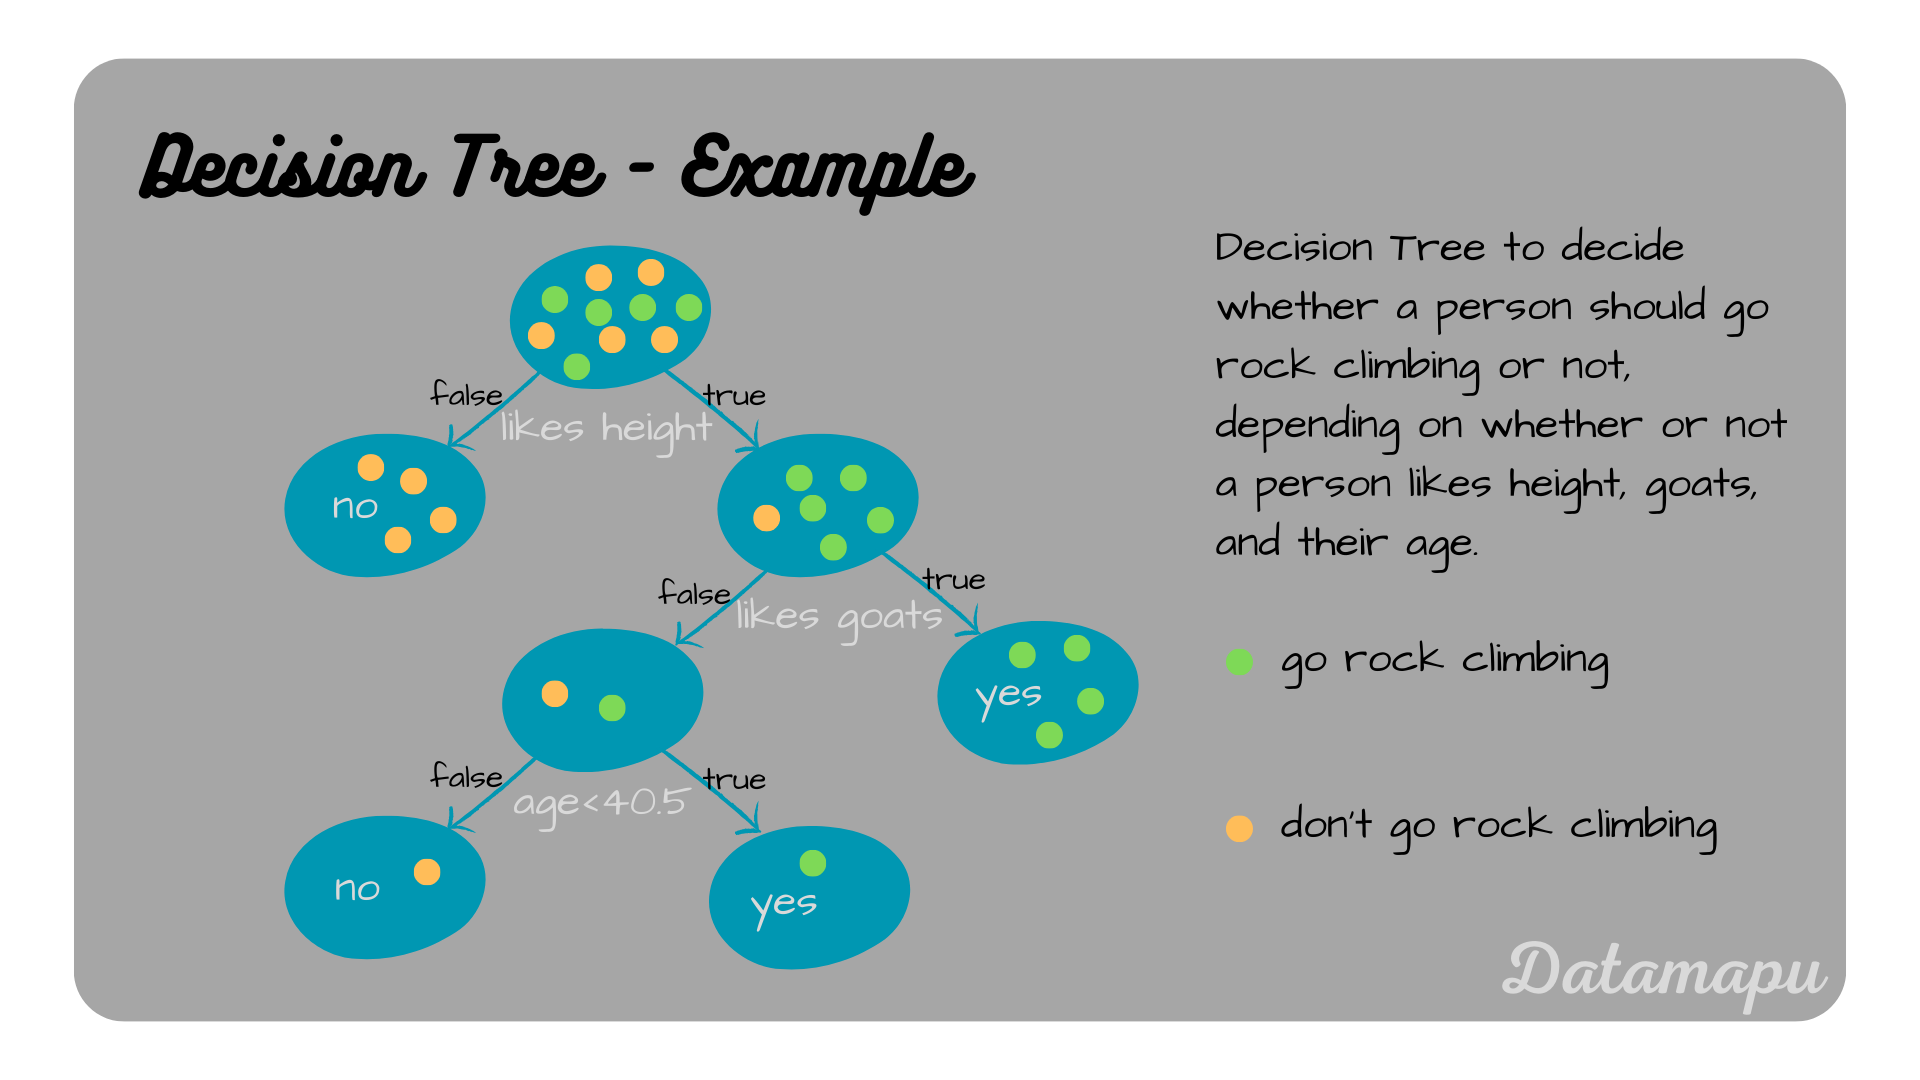 Decision Tree - Example
Decision Tree to decide
whether a person should go
rock climbing or not,
depending on whether or not
a person likes height, goats,
and their age.
false
true
likes height
no
false
true
likes goats
yes
false
true
age<40.5
no
yes
go rock climbing
don't go rock climbing
Datamapu